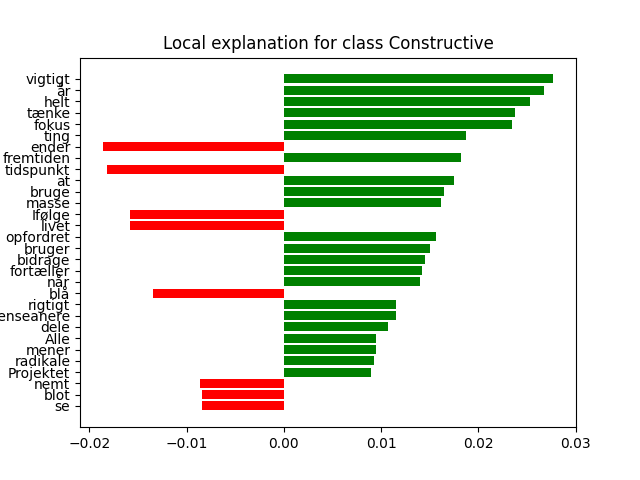 Local explanation for class Constructive
vigtigt
år
helt
tænke
fokus
ting
ender
fremtiden
tidspunkt
at
bruge
masse
Ifølge
livet
opfordret
bruger
bidrage
fortæller
når
blå
rigtigt
enseanere
dele
Alle
mener
radikale
Projektet
nemt
blot
se
−0.02 −0.01 0.00 0.01 0.02 0.03